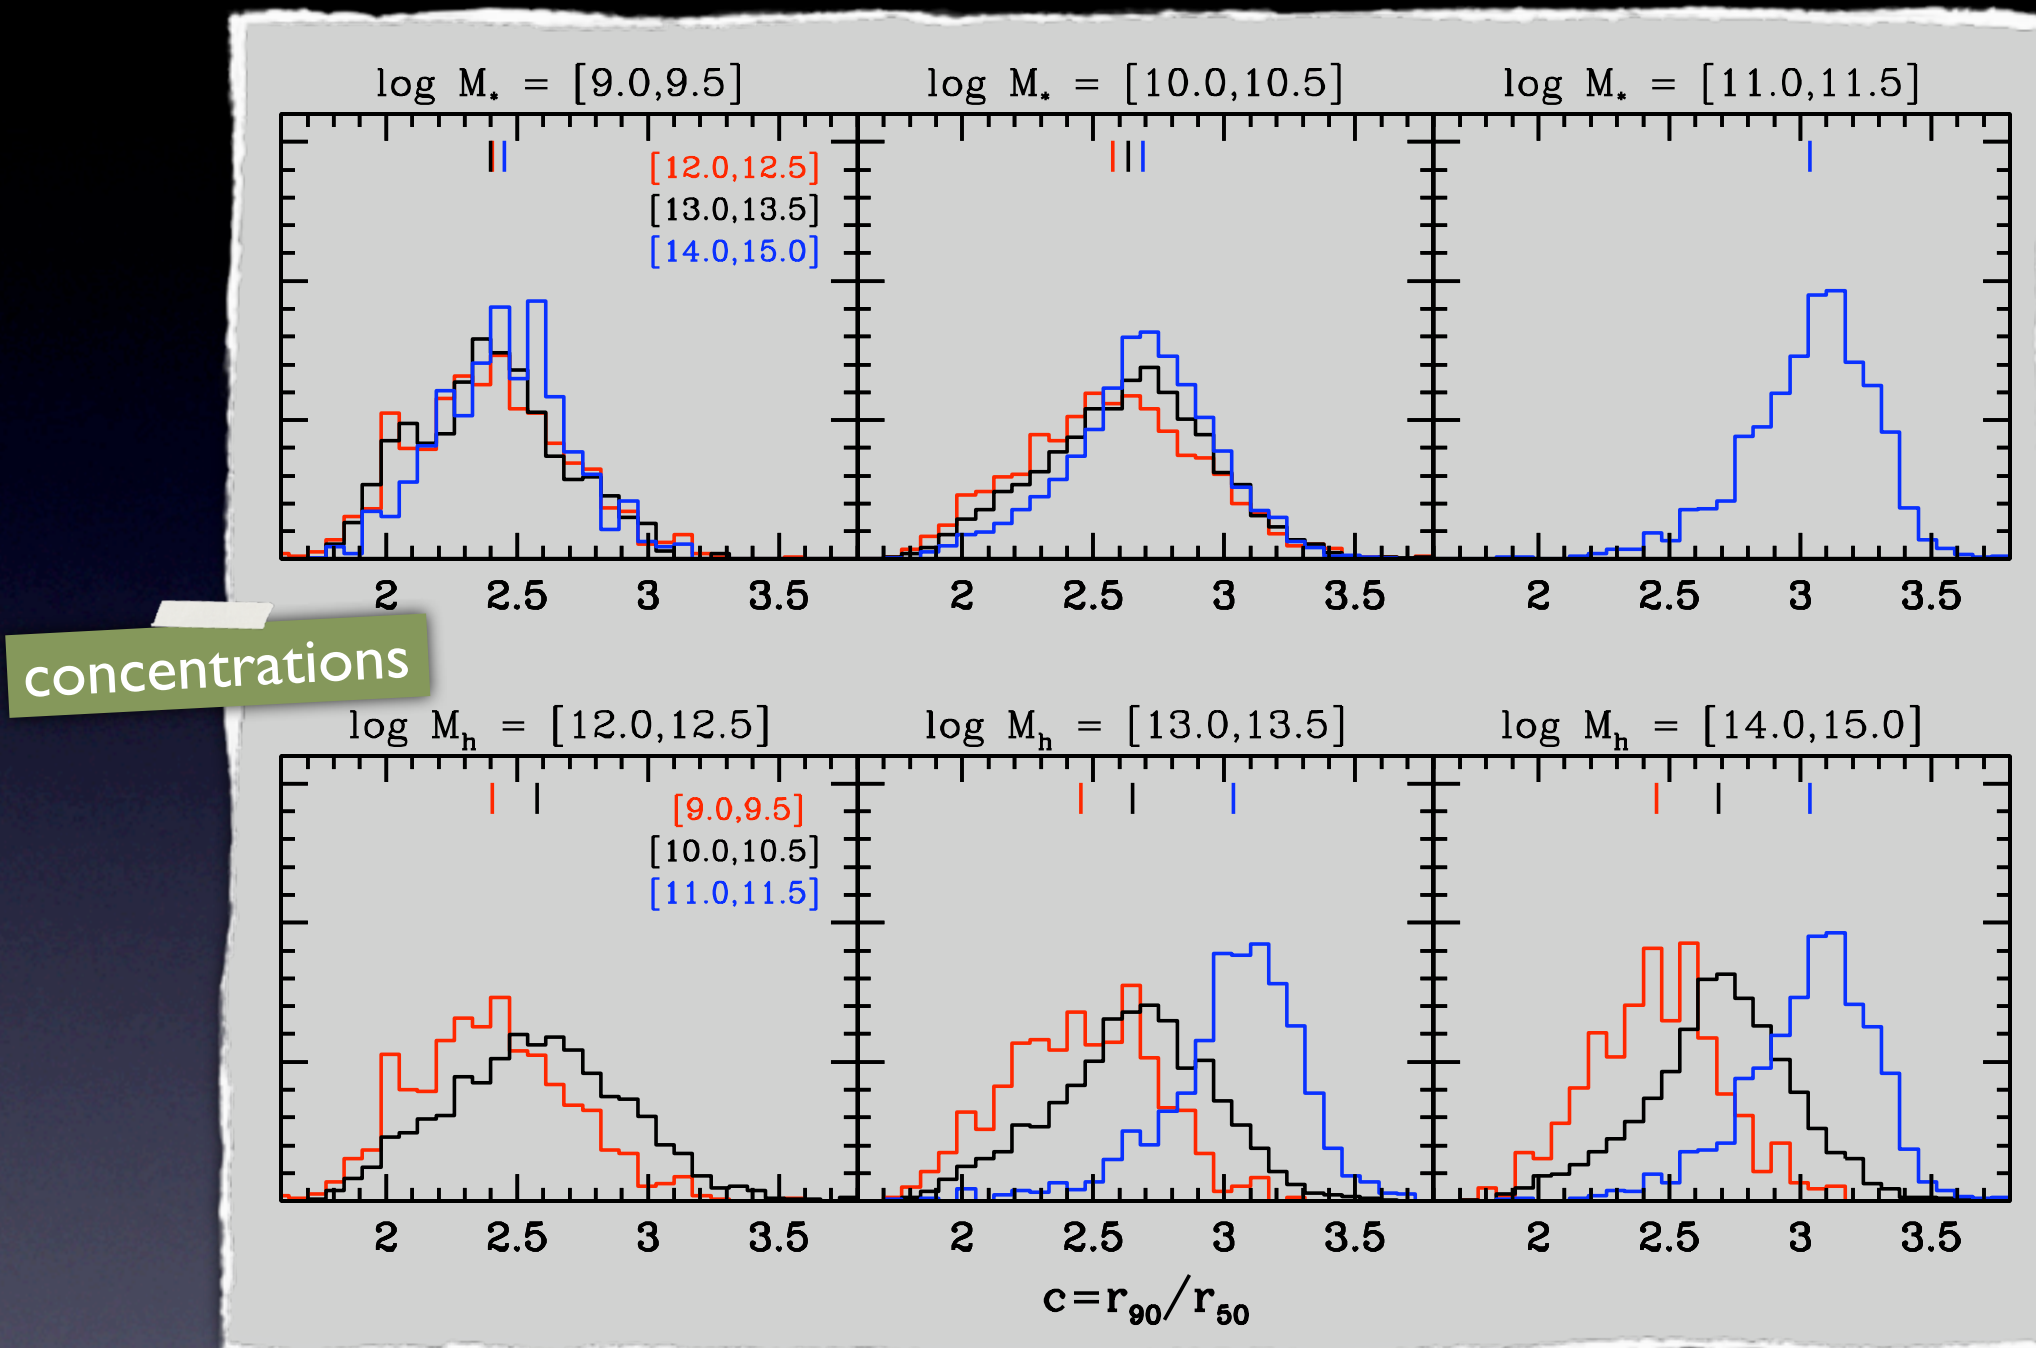 log M* = [9.0,9.5]
log M* = [10.0,10.5]
log M* = [11.0,11.5]
[12.0,12.5]
[13.0,13.5]
[14.0,15.0]
2 2.5 3 3.5
2 2.5 3 3.5
2 2.5 3 3.5
concentrations
log Mh = [12.0,12.5]
log Mh = [13.0,13.5]
log Mh = [14.0,15.0]
[9.0,9.5]
[10.0,10.5]
[11.0,11.5]
2 2.5 3 3.5
2 2.5 3 3.5
2 2.5 3 3.5
c=r90/r50